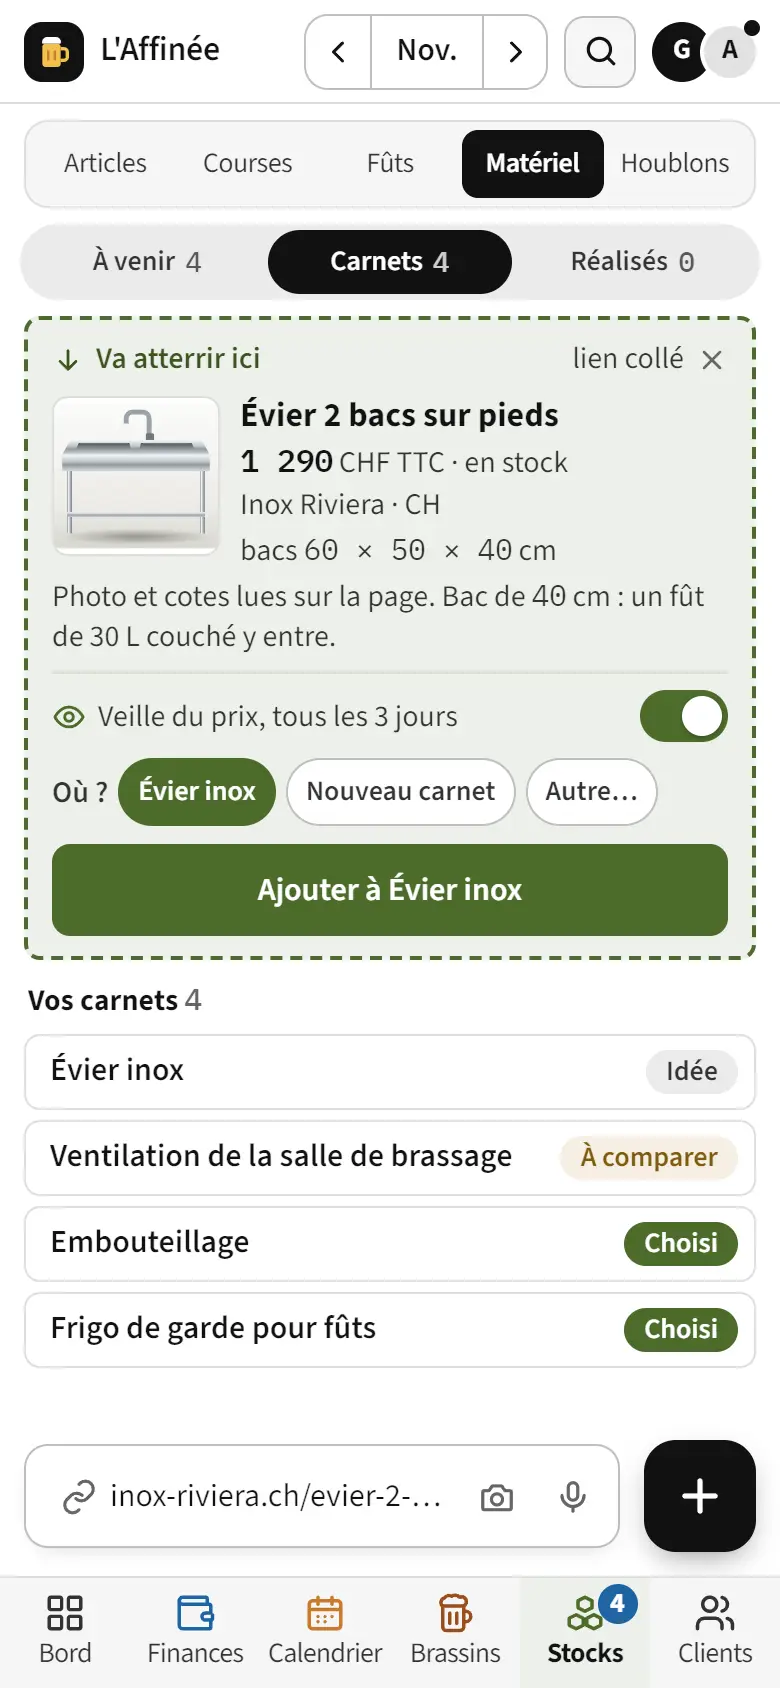 L'Affinée
Nov.
G
A
Articles
Courses
Fûts
Matériel
Houblons
À venir 4
Carnets 4
Réalisés 0
Va atterrir ici
lien collé
Évier 2 bacs sur pieds
1 290 CHF TTC · en stock
Inox Riviera · CH
bacs 60 × 50 × 40 cm
Photo et cotes lues sur la page. Bac de 40 cm : un fût
de 30 L couché y entre.
Veille du prix, tous les 3 jours
Où ?
Évier inox
Nouveau carnet
Autre…
Ajouter à Évier inox
Vos carnets 4
Évier inox
Idée
Ventilation de la salle de brassage
À comparer
Embouteillage
Choisi
Frigo de garde pour fûts
Choisi
inox-riviera.ch/evier-2-…
Bord
Finances
Calendrier
Brassins
4
Stocks
Clients